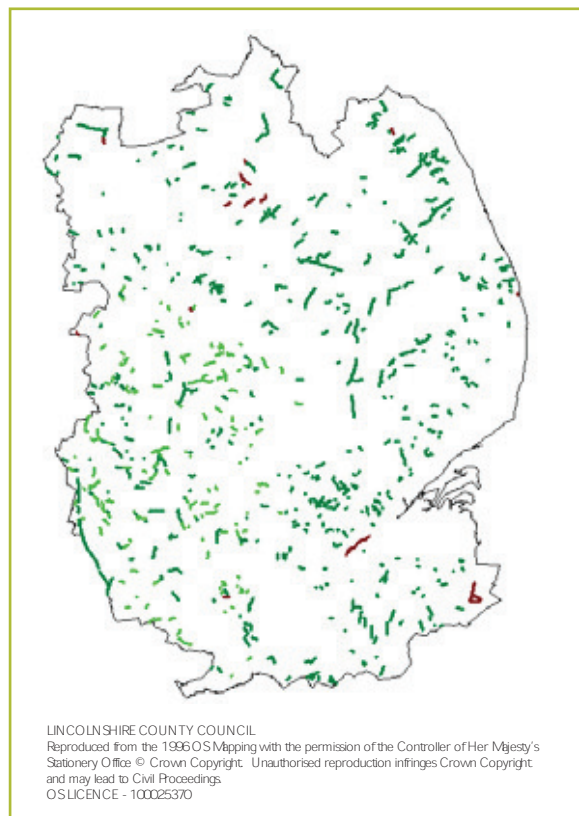 LINCOLNSHIRE COUNTY COUNCIL
Reproduced from the 1996 OS Mapping with the permission of the Controller of Her Majesty's
Stationery Office © Crown Copyright.  Unauthorised reproduction infringes Crown Copyright
and may lead to Civil Proceedings.
OS LICENCE - 100025370